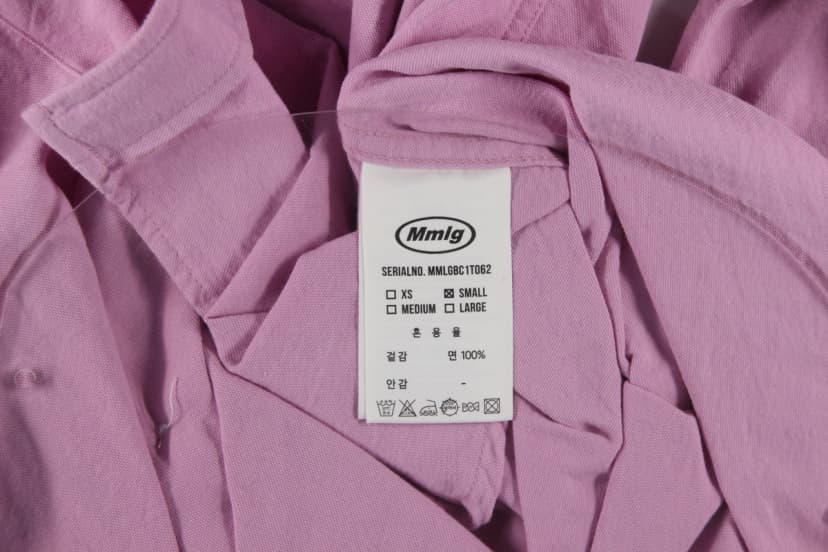 Mmlg
SERIALNO. MMLGBC1T062
XS SMALL
MEDIUM LARGE
혼 용 율
겉감 면 100%
안감 -